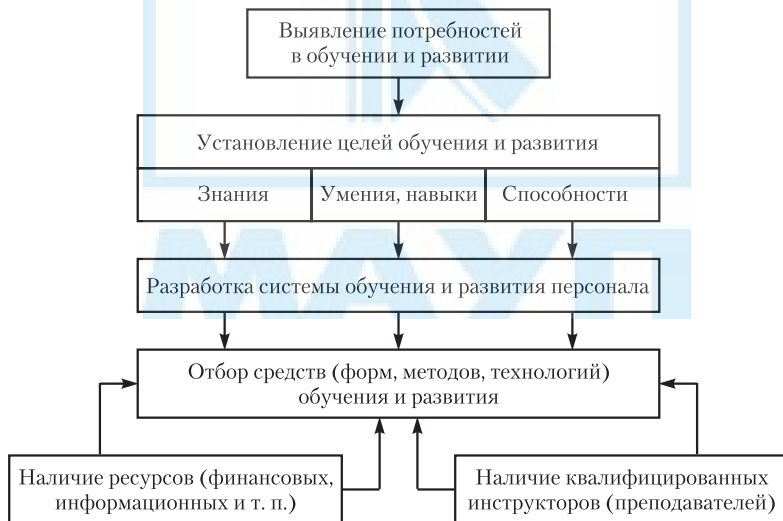 Выявление потребностей
в обучении и развитии
Установление целей обучения и развития
Знания
Умения, навыки
Способности
МАУП
Разработка системы обучения и развития персонала
Отбор средств (форм, методов, технологий)
обучения и развития
Наличие ресурсов (финансовых,
информационных и т. п.)
Наличие квалифицированных
инструкторов (преподавателей)